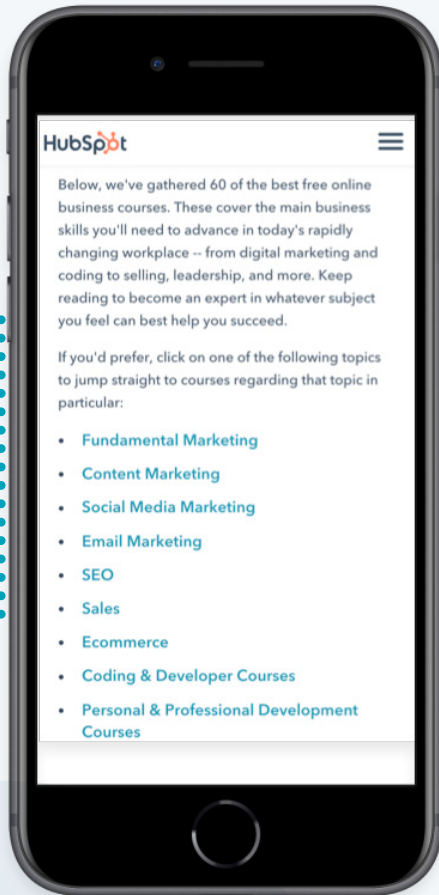 HubSpot
Below, we've gathered 60 of the best free online
business courses. These cover the main business
skills you'll need to advance in today's rapidly
changing workplace -- from digital marketing and
coding to selling, leadership, and more. Keep
reading to become an expert in whatever subject
you feel can best help you succeed.
If you'd prefer, click on one of the following topics
to jump straight to courses regarding that topic in
particular:
• Fundamental Marketing
• Content Marketing
• Social Media Marketing
• Email Marketing
• SEO
• Sales
• Ecommerce
• Coding & Developer Courses
• Personal & Professional Development
Courses